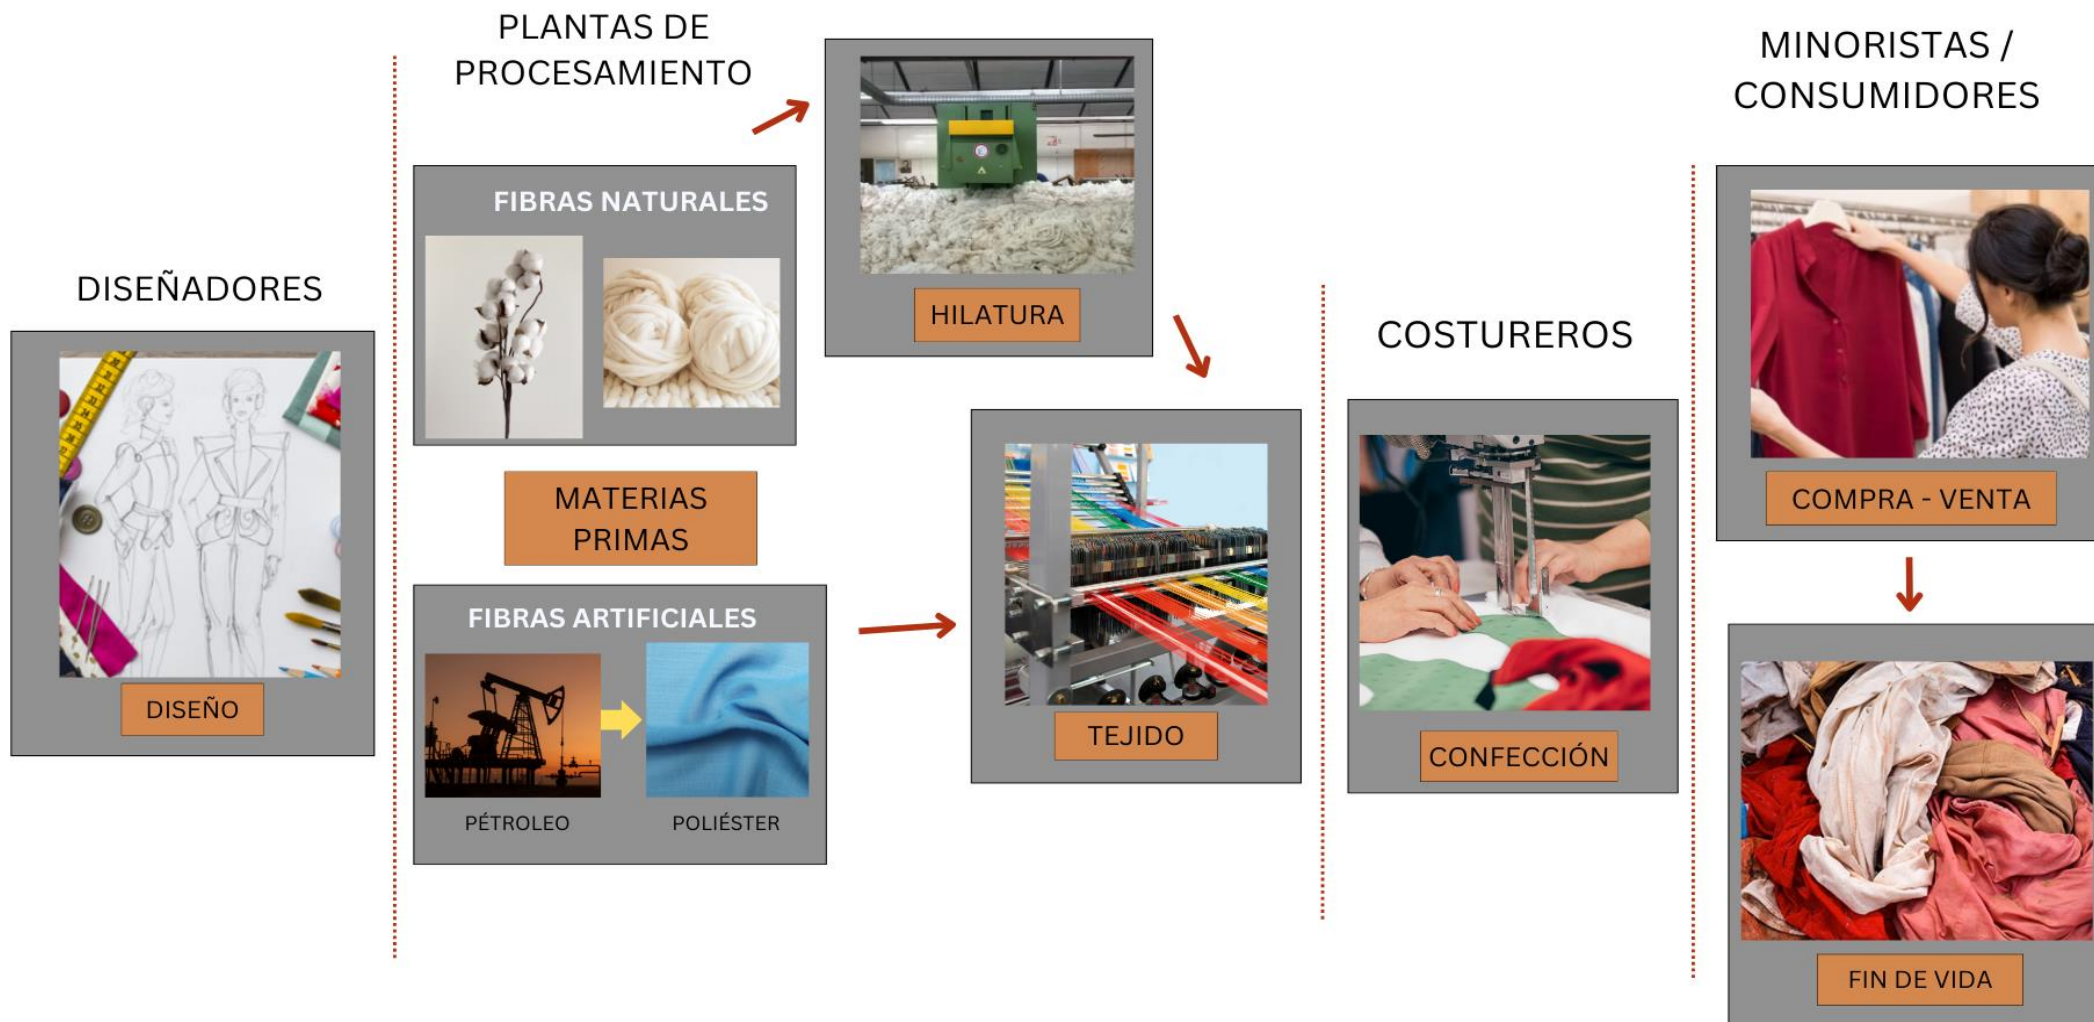 DISEÑADORES
DISEÑO
PLANTAS DE
PROCESAMIENTO
FIBRAS NATURALES
MATERIAS
PRIMAS
FIBRAS ARTIFICIALES
PÉTROLEO
POLIÉSTER
HILATURA
TEJIDO
COSTUREROS
CONFECCIÓN
MINORISTAS /
CONSUMIDORES
COMPRA - VENTA
FIN DE VIDA